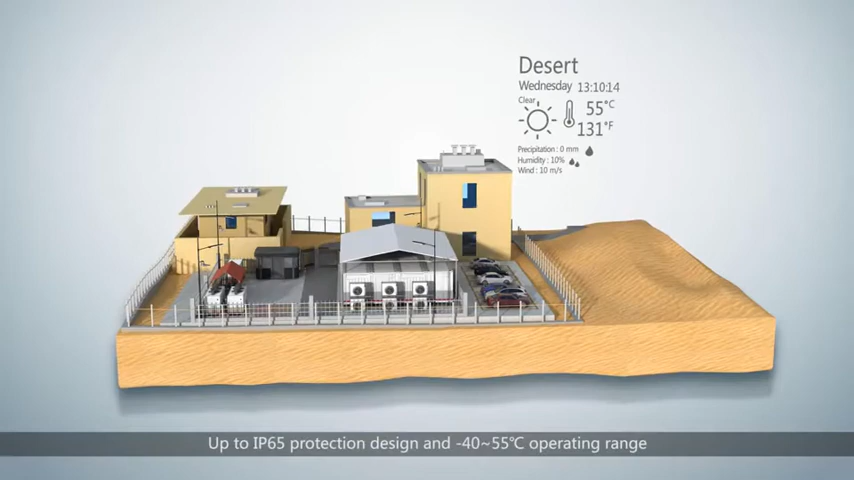 Desert
Wednesday 13:10:14
Clear
55°C
131°F
Precipitation : 0 mm
Humidity : 10%
Wind : 10 m/s
Up to IP65 protection design and -40~55℃ operating range